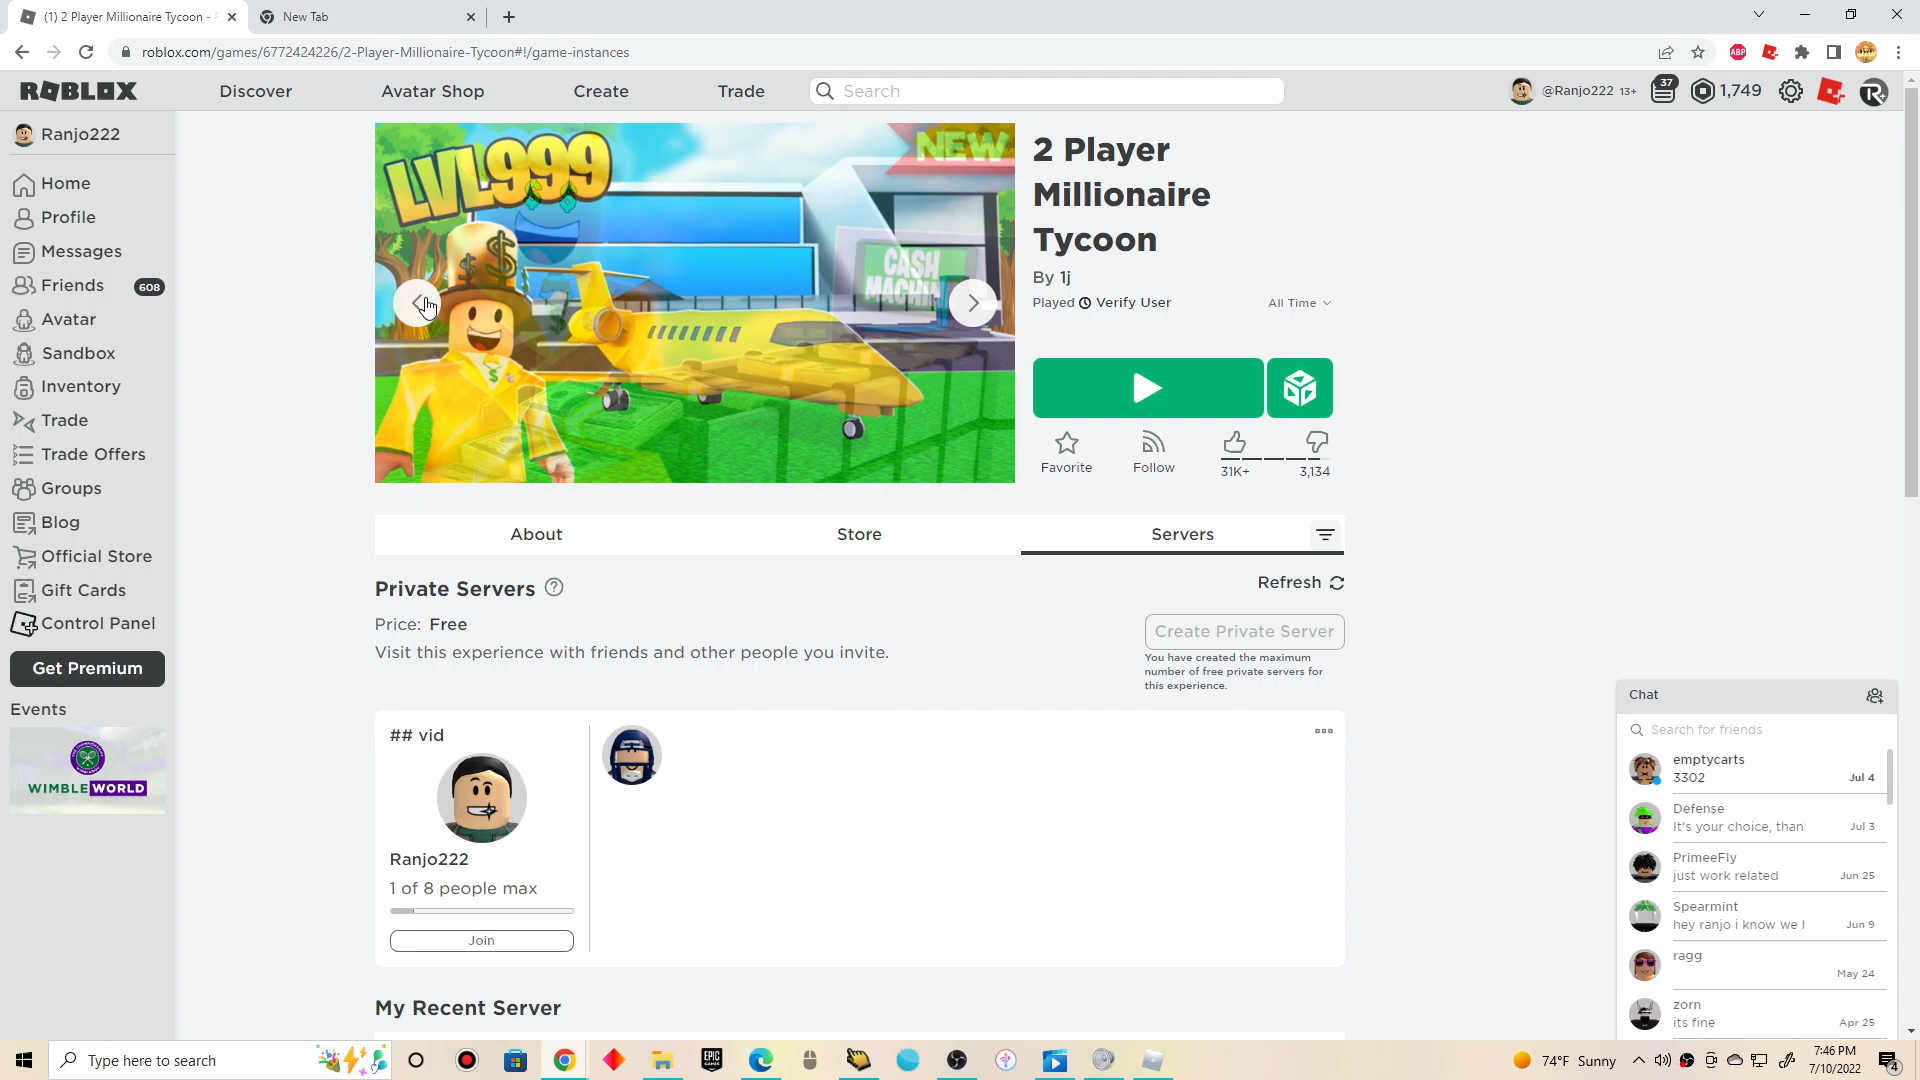 (1) 2 Player Millionaire Tycoon -
New Tab
roblox.com/games/6772424226/2-Player-Millionaire-Tycoon#!/game-instances
ABP
ROBLOX
Discover
Avatar Shop
Create
Trade
Search
@Ranjo222 13+
37
1,749
Ranjo222
Home
Profile
Messages
Friends
608
Avatar
Sandbox
Inventory
Trade
Trade Offers
Groups
Blog
Official Store
Gift Cards
Control Panel
Get Premium
Events
WIMBLEWORLD
LVL999
NEW
CASH
MACHINE
2 Player
Millionaire
Tycoon
By 1j
Played Verify User
All Time
Favorite
Follow
31K+
3,134
About
Store
Servers
Private Servers
Refresh
Price: Free
Visit this experience with friends and other people you invite.
Create Private Server
You have created the maximum
number of free private servers for
this experience.
## vid
Ranjo222
1 of 8 people max
Join
My Recent Server
Chat
Search for friends
emptycarts
3302
Jul 4
Defense
It's your choice, than
Jul 3
PrimeeFly
just work related
Jun 25
Spearmint
hey ranjo i know we h
Jun 9
ragg
May 24
zorn
its fine
Apr 25
Type here to search
EPIC
GAMES
74°F Sunny
7:46 PM
7/10/2022
4